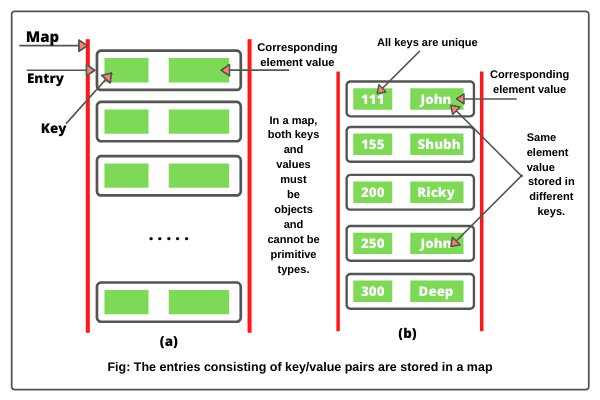 Map
Entry
Key
Corresponding
element value
In a map,
both keys
and
values
must
be
objects
and
cannot be
primitive
types.
.....
(a)
All keys are unique
Corresponding
element value
111 John
155 Shubh
200 Ricky
250 John
300 Deep
Same
element
value
stored in
different
keys.
(b)
Fig: The entries consisting of key/value pairs are stored in a map